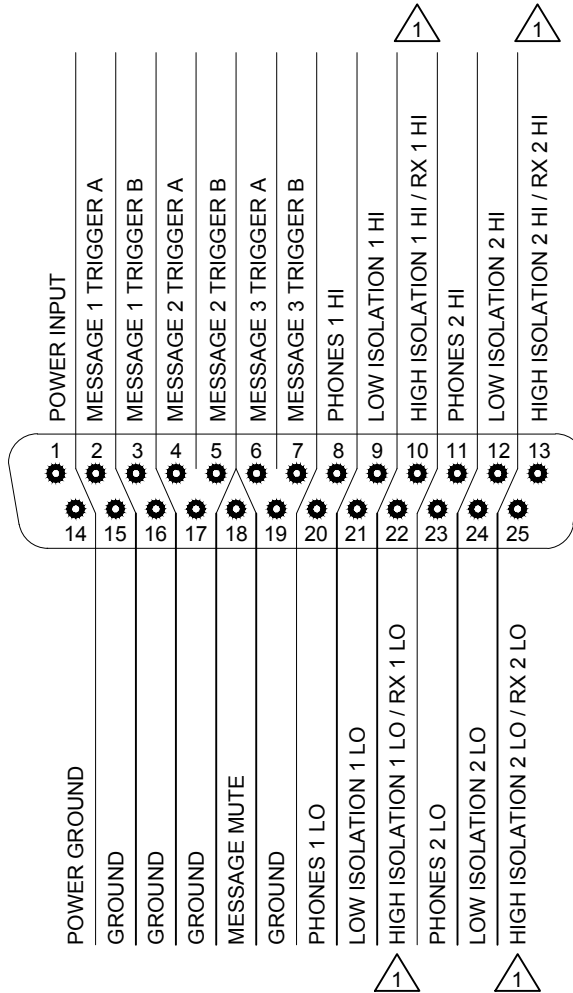 1
1
POWER INPUT
MESSAGE 1 TRIGGER A
MESSAGE 1 TRIGGER B
MESSAGE 2 TRIGGER A
MESSAGE 2 TRIGGER B
MESSAGE 3 TRIGGER A
MESSAGE 3 TRIGGER B
PHONES 1 HI
LOW ISOLATION 1 HI
HIGH ISOLATION 1 HI / RX 1 HI
PHONES 2 HI
LOW ISOLATION 2 HI
HIGH ISOLATION 2 HI / RX 2 HI
1 2 3 4 5 6 7 8 9 10 11 12 13
14 15 16 17 18 19 20 21 22 23 24 25
POWER GROUND
GROUND
GROUND
GROUND
MESSAGE MUTE
GROUND
PHONES 1 LO
LOW ISOLATION 1 LO
HIGH ISOLATION 1 LO / RX 1 LO
PHONES 2 LO
LOW ISOLATION 2 LO
HIGH ISOLATION 2 LO / RX 2 LO
1
1